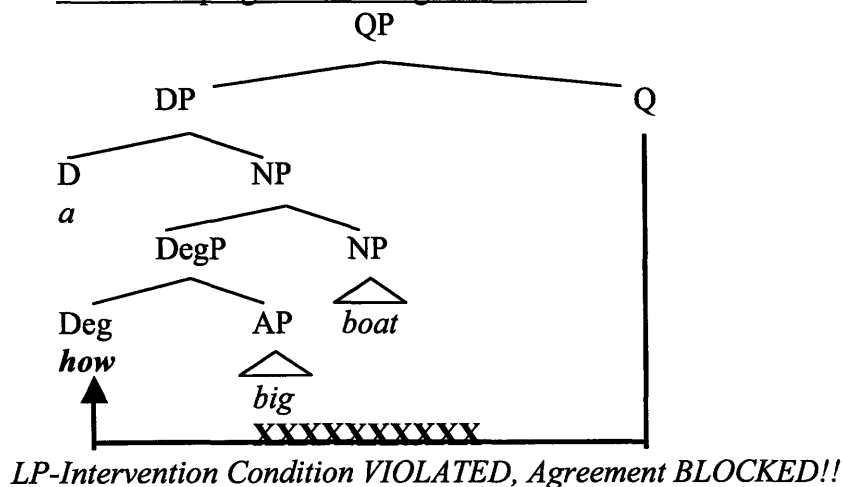 QP
DP Q
D NP
a
DegP NP
Deg AP boat
how
big
XXXXXXXXXX
LP-Intervention Condition VIOLATED, Agreement BLOCKED!!